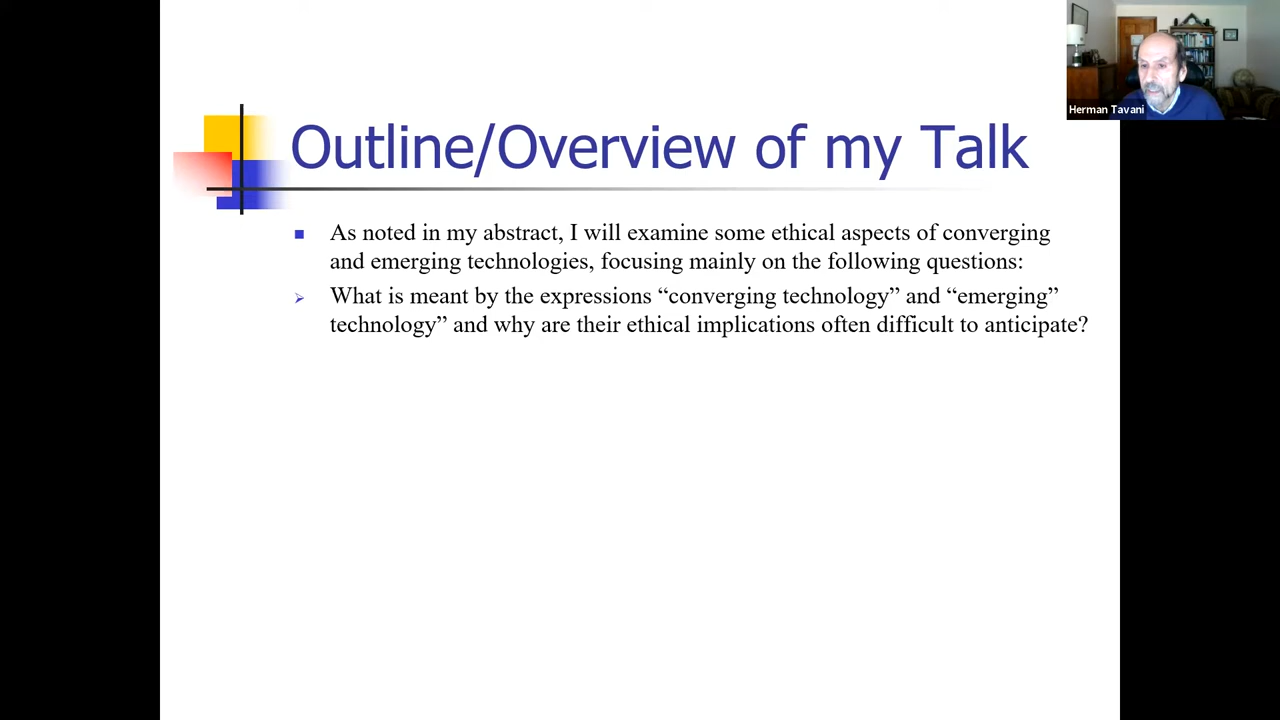 Herman Tavani
Outline/Overview of my Talk
As noted in my abstract, I will examine some ethical aspects of converging
and emerging technologies, focusing mainly on the following questions:
What is meant by the expressions “converging technology” and “emerging”
technology” and why are their ethical implications often difficult to anticipate?